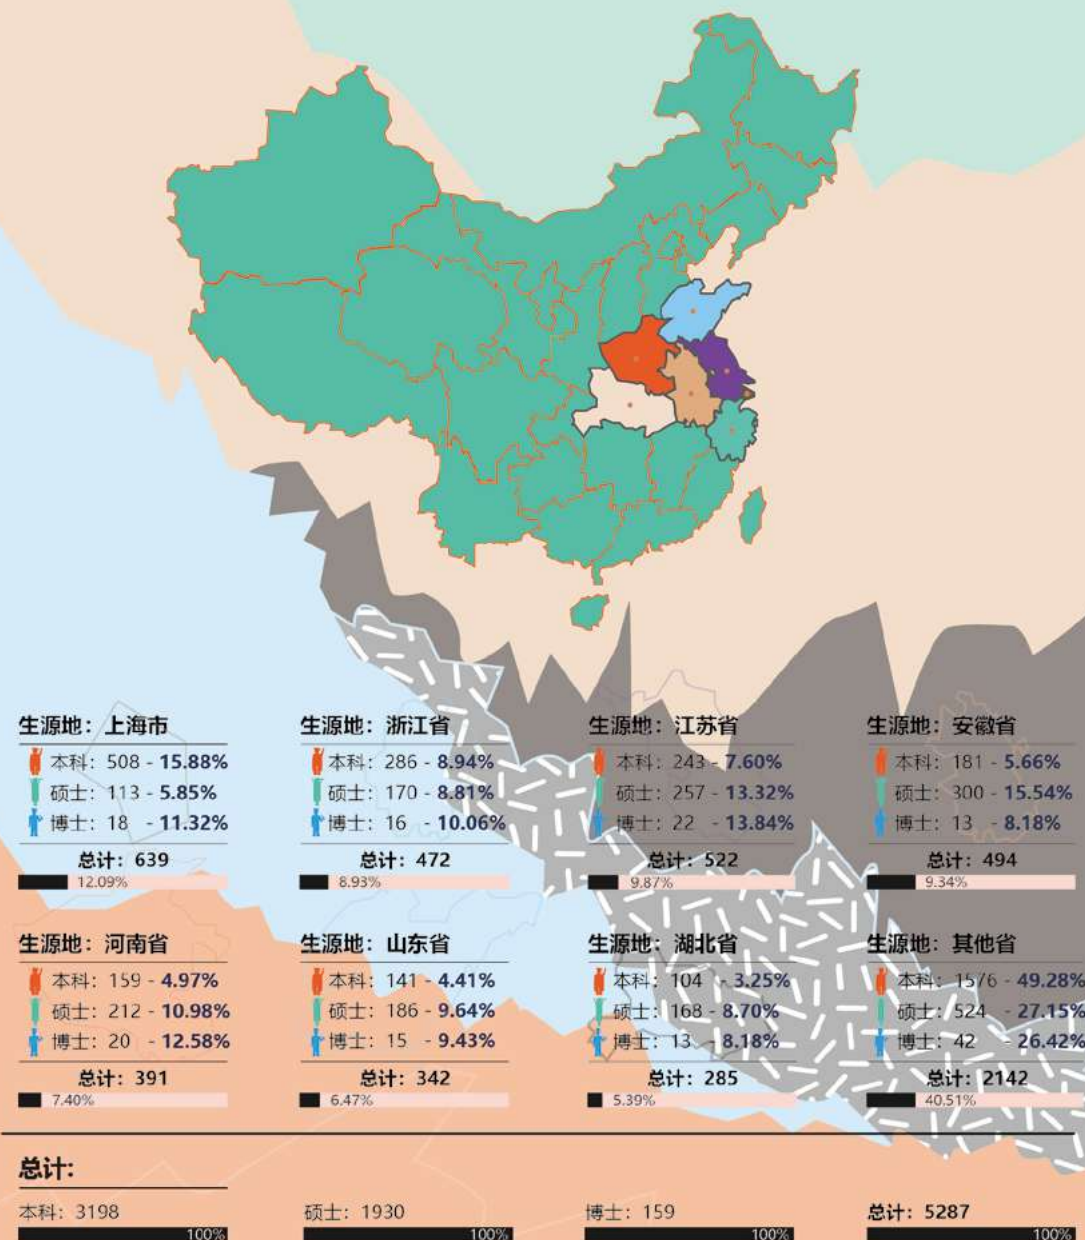 生源地：上海市
本科：508 - 15.88%
硕士：113 - 5.85%
博士：18 - 11.32%
总计：639
12.09%
生源地：浙江省
本科：286 - 8.94%
硕士：170 - 8.81%
博士：16 - 10.06%
总计：472
8.93%
生源地：江苏省
本科：243 - 7.60%
硕士：257 - 13.32%
博士：22 - 13.84%
总计：522
9.87%
生源地：安徽省
本科：181 - 5.66%
硕士：300 - 15.54%
博士：13 - 8.18%
总计：494
9.34%
生源地：河南省
本科：159 - 4.97%
硕士：212 - 10.98%
博士：20 - 12.58%
总计：391
7.40%
生源地：山东省
本科：141 - 4.41%
硕士：186 - 9.64%
博士：15 - 9.43%
总计：342
6.47%
生源地：湖北省
本科：104 - 3.25%
硕士：168 - 8.70%
博士：13 - 8.18%
总计：285
5.39%
生源地：其他省
本科：1576 - 49.28%
硕士：524 - 27.15%
博士：42 - 26.42%
总计：2142
40.51%
总计:
本科：3198
100%
硕士：1930
100%
博士：159
100%
总计：5287
100%